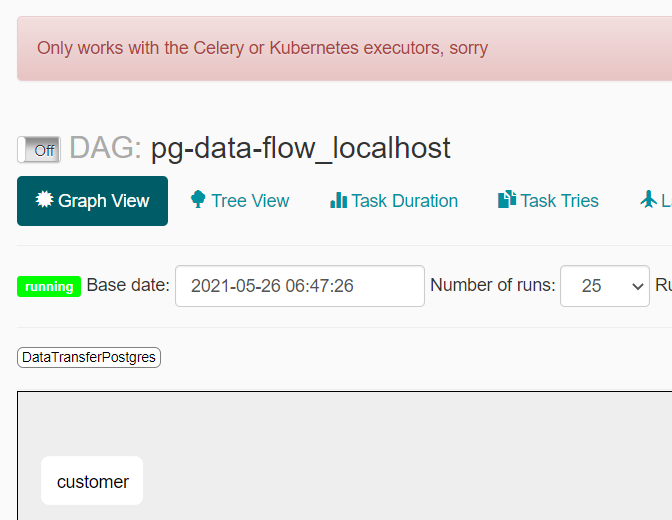 Only works with the Celery or Kubernetes executors, sorry
Off DAG: pg-data-flow_localhost
Graph View Tree View Task Duration Task Tries
running Base date: 2021-05-26 06:47:26 Number of runs: 25
DataTransferPostgres
customer